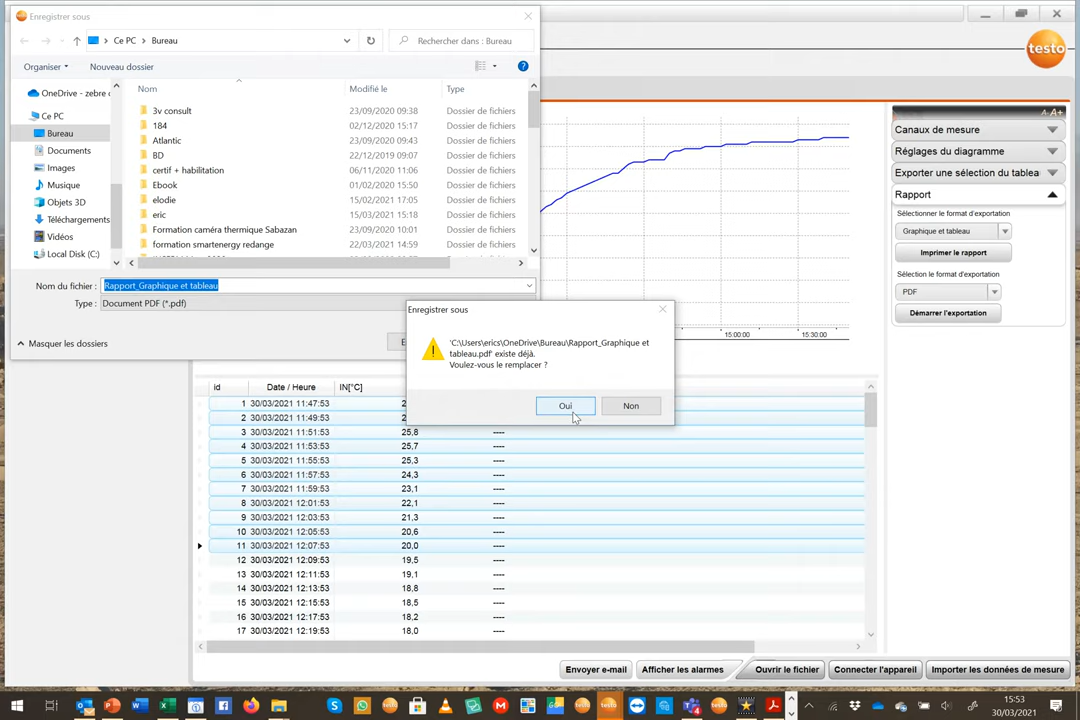 Enregistrer sous
Ce PC > Bureau
Rechercher dans : Bureau
Organiser
Nouveau dossier
Nom
Modifié le
Type
OneDrive - zebre c
Ce PC
Bureau
Documents
Images
Musique
Objets 3D
Téléchargements
Vidéos
Local Disk (C:)
3v consult 23/09/2020 09:38 Dossier de fichiers
184 02/12/2020 15:17 Dossier de fichiers
Atlantic 23/09/2020 09:43 Dossier de fichiers
BD 22/12/2019 09:07 Dossier de fichiers
certif + habilitation 06/11/2020 11:06 Dossier de fichiers
Ebook 01/02/2020 15:50 Dossier de fichiers
elodie 15/02/2021 17:05 Dossier de fichiers
eric 15/03/2021 15:18 Dossier de fichiers
Formation caméra thermique Sabazan 23/09/2020 10:01 Dossier de fichiers
formation smartenergy redange 22/03/2021 14:59 Dossier de fichiers
Nom du fichier : Rapport_Graphique et tableau
Type : Document PDF (*.pdf)
Masquer les dossiers
Enregistrer sous
'C:\Users\erics\OneDrive\Bureau\Rapport_Graphique et
tableau.pdf' existe déjà.
Voulez-vous le remplacer ?
Oui
Non
testo
A- A+
Canaux de mesure
Réglages du diagramme
Exporter une sélection du tablea
Rapport
Sélectionner le format d'exportation
Graphique et tableau
Imprimer le rapport
Sélection le format d'exportation
PDF
Démarrer l'exportation
15:00:00 15:30:00
id Date / Heure IN[°C]
1 30/03/2021 11:47:53 2
2 30/03/2021 11:49:53 2
3 30/03/2021 11:51:53 25,8 ----
4 30/03/2021 11:53:53 25,7 ----
5 30/03/2021 11:55:53 25,3 ----
6 30/03/2021 11:57:53 24,3 ----
7 30/03/2021 11:59:53 23,1 ----
8 30/03/2021 12:01:53 22,1 ----
9 30/03/2021 12:03:53 21,3 ----
10 30/03/2021 12:05:53 20,6 ----
11 30/03/2021 12:07:53 20,0 ----
12 30/03/2021 12:09:53 19,5 ----
13 30/03/2021 12:11:53 19,1 ----
14 30/03/2021 12:13:53 18,8 ----
15 30/03/2021 12:15:53 18,5 ----
16 30/03/2021 12:17:53 18,2 ----
17 30/03/2021 12:19:53 18,0 ----
Envoyer e-mail
Afficher les alarmes
Ouvrir le fichier
Connecter l'appareil
Importer les données de mesure
15:53
30/03/2021